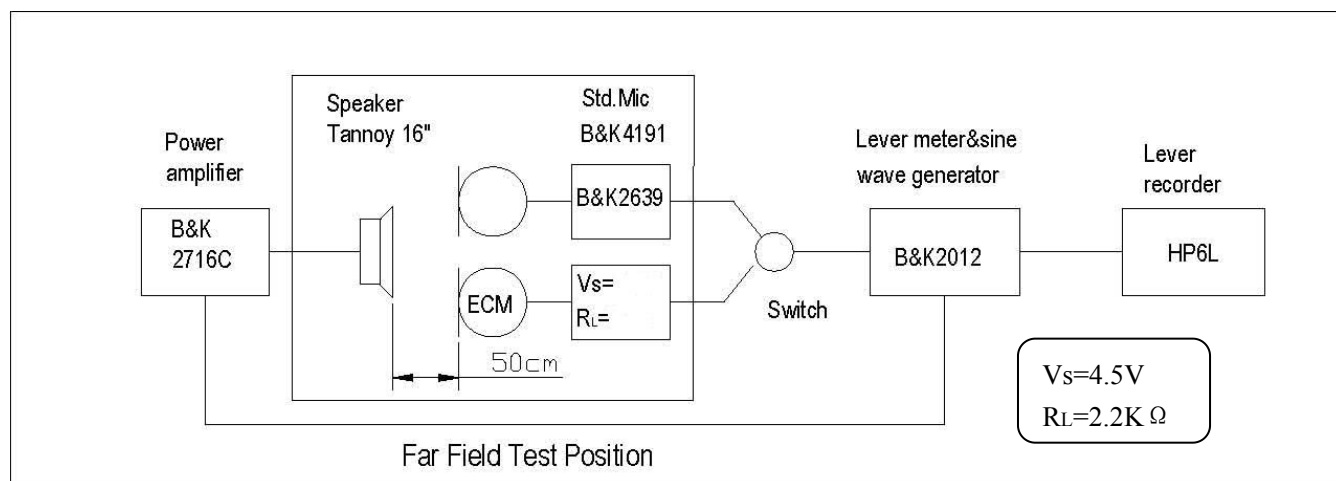 Power
amplifier
B&K
2716C
Speaker
Tannoy 16"
Std.Mic
B&K4191
B&K2639
ECM
Vs=
RL=
50cm
Switch
Lever meter&sine
wave generator
B&K2012
Lever
recorder
HP6L
Vs=4.5V
RL=2.2K Ω
Far Field Test Position